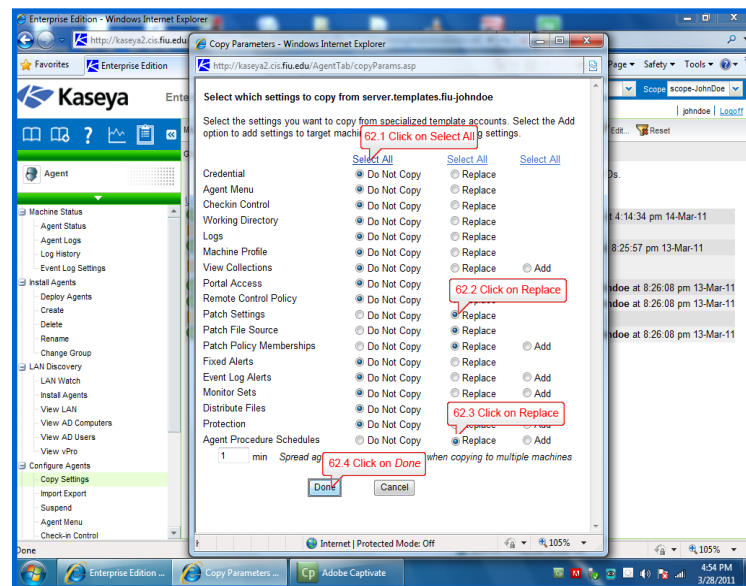 Enterprise Edition - Windows Internet Explorer
http://kaseya2.cis.fiu.edu
Favorites
Enterprise Edition
Page
Safety
Tools
Kaseya
Ente
Scope
scope-JohnDoe
johndoe | Logoff
Edit...
Reset
Agent
Machine Status
Agent Status
Agent Logs
Log History
Event Log Settings
Install Agents
Deploy Agents
Create
Delete
Rename
Change Group
LAN Discovery
LAN Watch
Install Agents
View LAN
View AD Computers
View AD Users
View vPro
Configure Agents
Copy Settings
Import Export
Suspend
Agent Menu
Check-in Control
Copy Parameters - Windows Internet Explorer
http://kaseya2.cis.fiu.edu/AgentTab/copyParams.asp
Select which settings to copy from server.templates.fiu-johndoe
Select the settings you want to copy from specialized template accounts. Select the Add
option to add settings to target machin g settings.
62.1 Click on Select All
Select All Select All Select All
Credential Do Not Copy Replace
Agent Menu Do Not Copy Replace
Checkin Control Do Not Copy Replace
Working Directory Do Not Copy Replace
Logs Do Not Copy Replace
Machine Profile Do Not Copy Replace
View Collections Do Not Copy Replace Add
Portal Access Do Not Copy
62.2 Click on Replace
Remote Control Policy Do Not Copy
Patch Settings Do Not Copy Replace
Patch File Source Do Not Copy Replace
Patch Policy Memberships Do Not Copy Replace Add
Fixed Alerts Do Not Copy Replace
Event Log Alerts Do Not Copy Replace Add
Monitor Sets Do Not Copy Replace Add
Distribute Files Do Not Copy
62.3 Click on Replace
Protection Do Not Copy Replace Add
Agent Procedure Schedules Do Not Copy Replace Add
1 min Spread ag when copying to multiple machines
62.4 Click on Done
Done Cancel
Internet | Protected Mode: Off
105%
Ds.
t 4:14:34 pm 14-Mar-11
8:25:57 pm 13-Mar-11
ndoe at 8:26:08 pm 13-Mar-11
ndoe at 8:26:08 pm 13-Mar-11
ndoe at 8:26:08 pm 13-Mar-11
Done
105%
Enterprise Edition ...
Copy Parameters ...
Cp Adobe Captivate
4:54 PM
3/28/2011